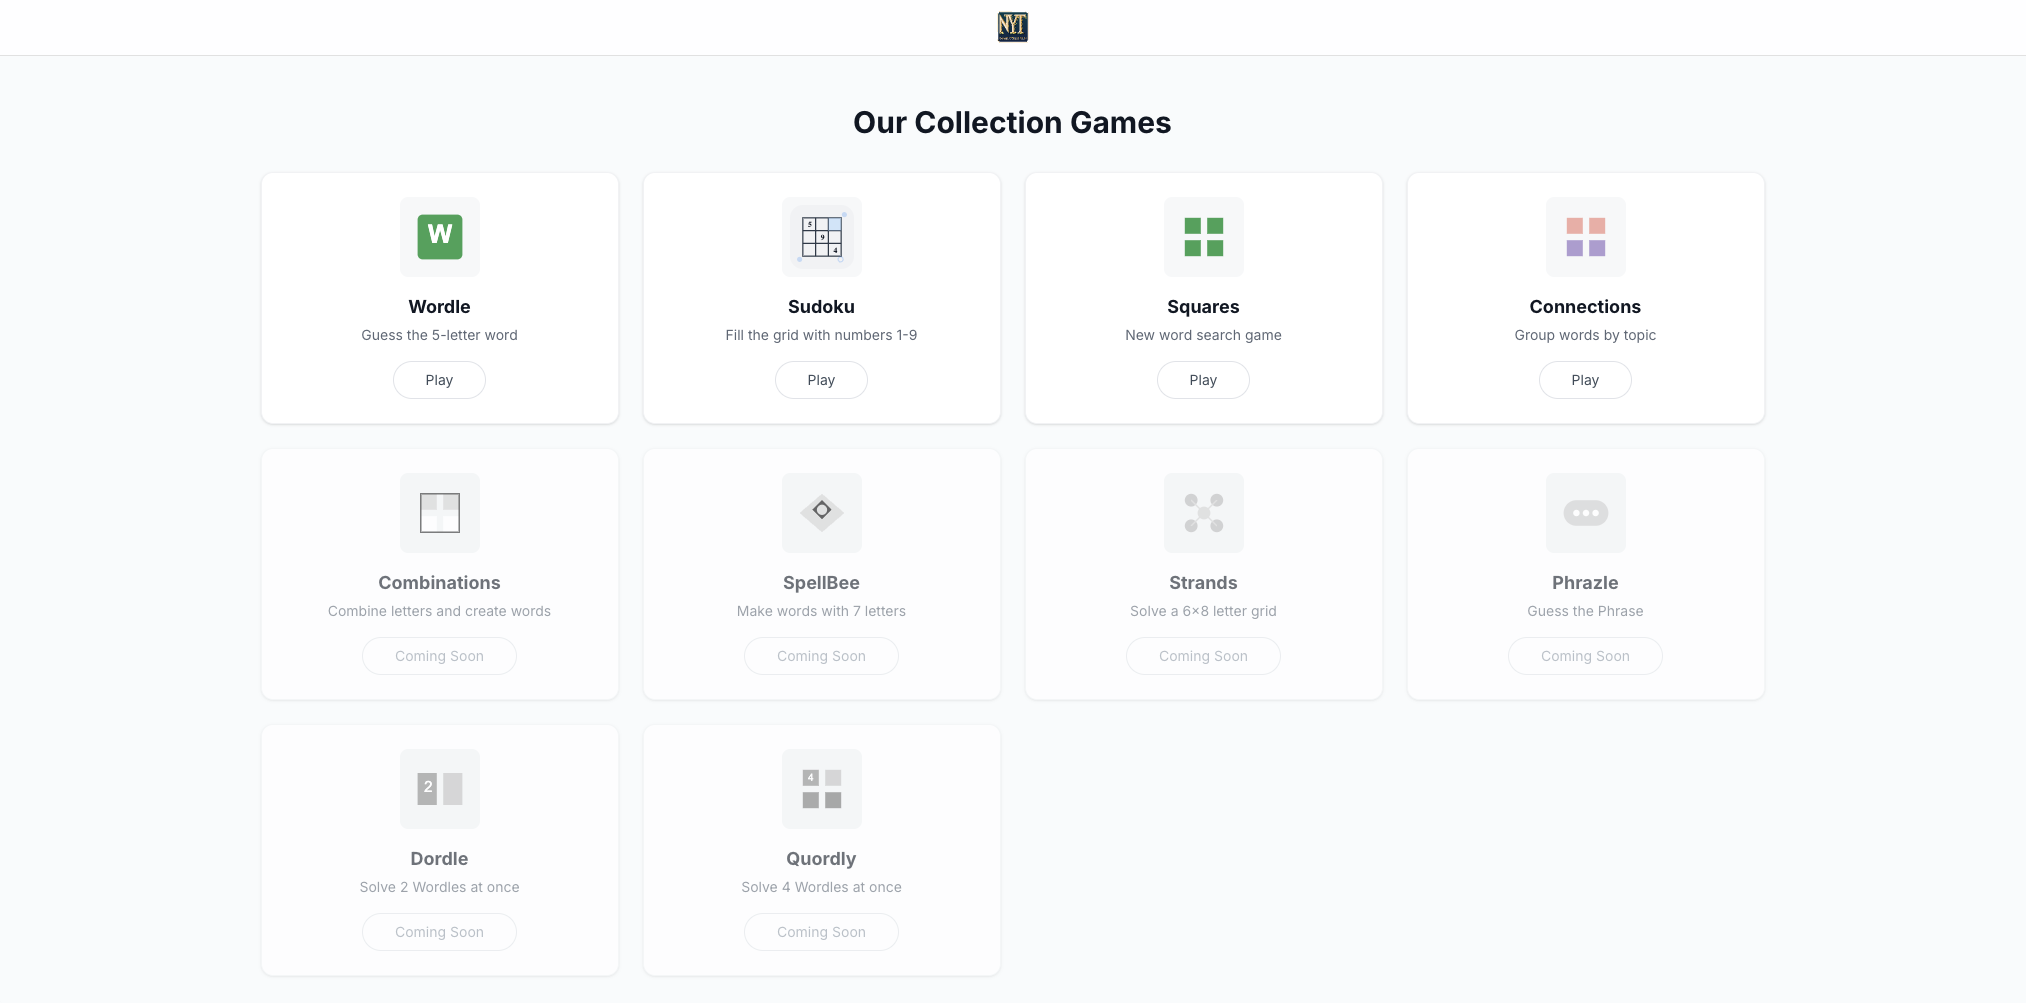 NYT
Our Collection Games
W
Wordle
Guess the 5-letter word
Play
5
9
4
Sudoku
Fill the grid with numbers 1-9
Play
Squares
New word search game
Play
Connections
Group words by topic
Play
Combinations
Combine letters and create words
Coming Soon
SpellBee
Make words with 7 letters
Coming Soon
Strands
Solve a 6×8 letter grid
Coming Soon
Phrazle
Guess the Phrase
Coming Soon
2
Dordle
Solve 2 Wordles at once
Coming Soon
4
Quordly
Solve 4 Wordles at once
Coming Soon